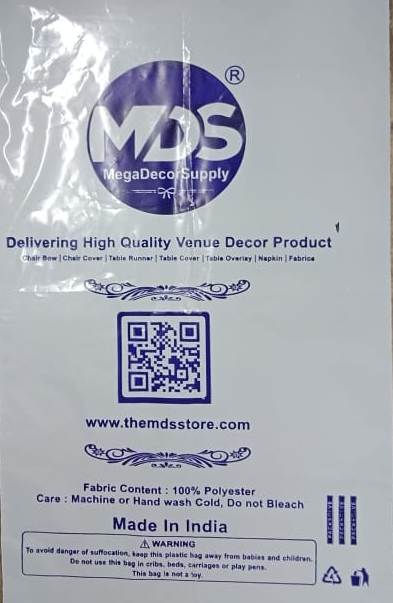 ®
MDS
MegaDecorSupply
Delivering High Quality Venue Decor Product
Chair Bow | Chair Cover | Table Runner | Table Cover | Table Overlay | Napkin | Fabrics
www.themdsstore.com
Fabric Content : 100% Polyester
Care : Machine or Hand wash Cold, Do not Bleach
Made In India
WARNING
To avoid danger of suffocation, keep this plastic bag away from babies and children.
Do not use this bag in cribs, beds, carriages or play pens.
This bag is not a toy.